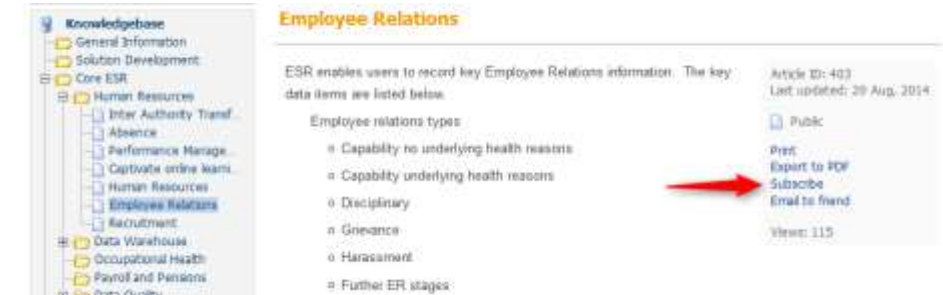 Knowledgebase
General Information
Solution Development
Core ESR
Human Resources
Inter Authority Transf...
Absence
Performance Manage...
Captivate online learni...
Human Resources
Employee Relations
Recruitment
Data Warehouse
Occupational Health
Payroll and Pensions
Data Quality
Employee Relations
ESR enables users to record key Employee Relations information. The key
data items are listed below.
Employee relations types
Capability no underlying health reasons
Capability underlying health reasons
Disciplinary
Grievance
Harassment
Further ER stages
Article ID: 403
Last updated: 20 Aug, 2014
Public
Print
Export to PDF
Subscribe
Email to friend
Views: 115